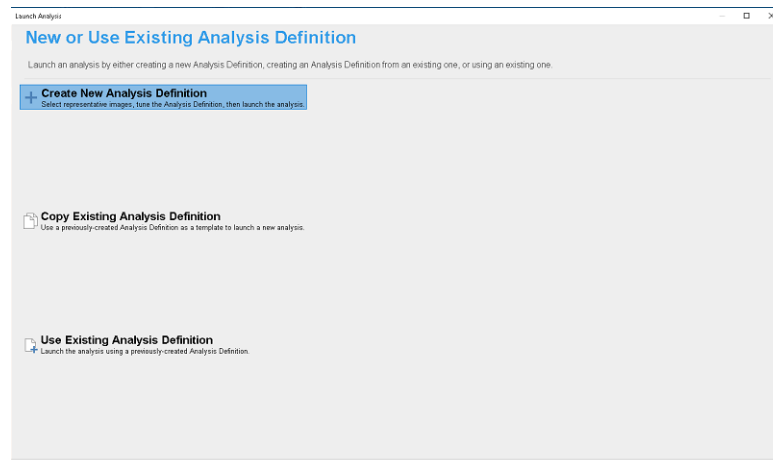 Launch Analysis
New or Use Existing Analysis Definition
Launch an analysis by either creating a new Analysis Definition, creating an Analysis Definition from an existing one, or using an existing one.
Create New Analysis Definition
Select representative images, tune the Analysis Definition, then launch the analysis.
Copy Existing Analysis Definition
Use a previously-created Analysis Definition as a template to launch a new analysis.
Use Existing Analysis Definition
Launch the analysis using a previously-created Analysis Definition.